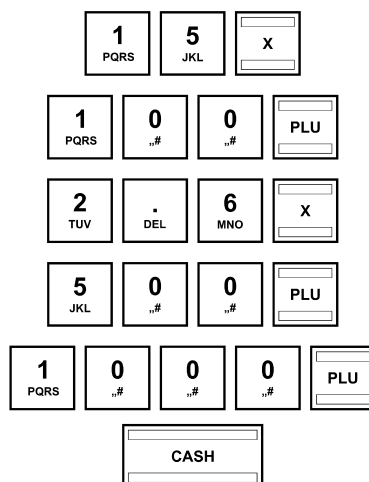 1 5 X
PQRS JKL
1 0 0 PLU
PQRS „# „#
2 . 6 X
TUV DEL MNO
5 0 0 PLU
JKL „# „#
1 0 0 0 PLU
PQRS „# „# „#
CASH